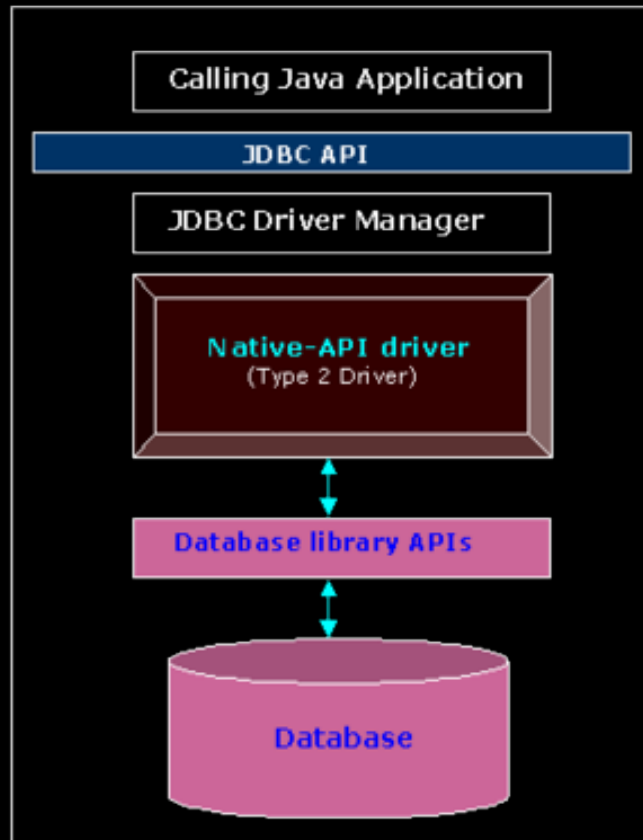 Calling Java Application
JDBC API
JDBC Driver Manager
Native-API driver
(Type 2 Driver)
Database library APIs
Database